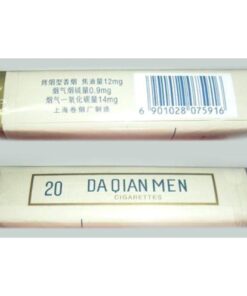 烤烟型香烟 焦油量12mg
烟气烟碱量0.9mg
烟气一氧化碳量14mg
上海卷烟厂制造
6 901028 075916
20 DA QIAN MEN
CIGARETTES